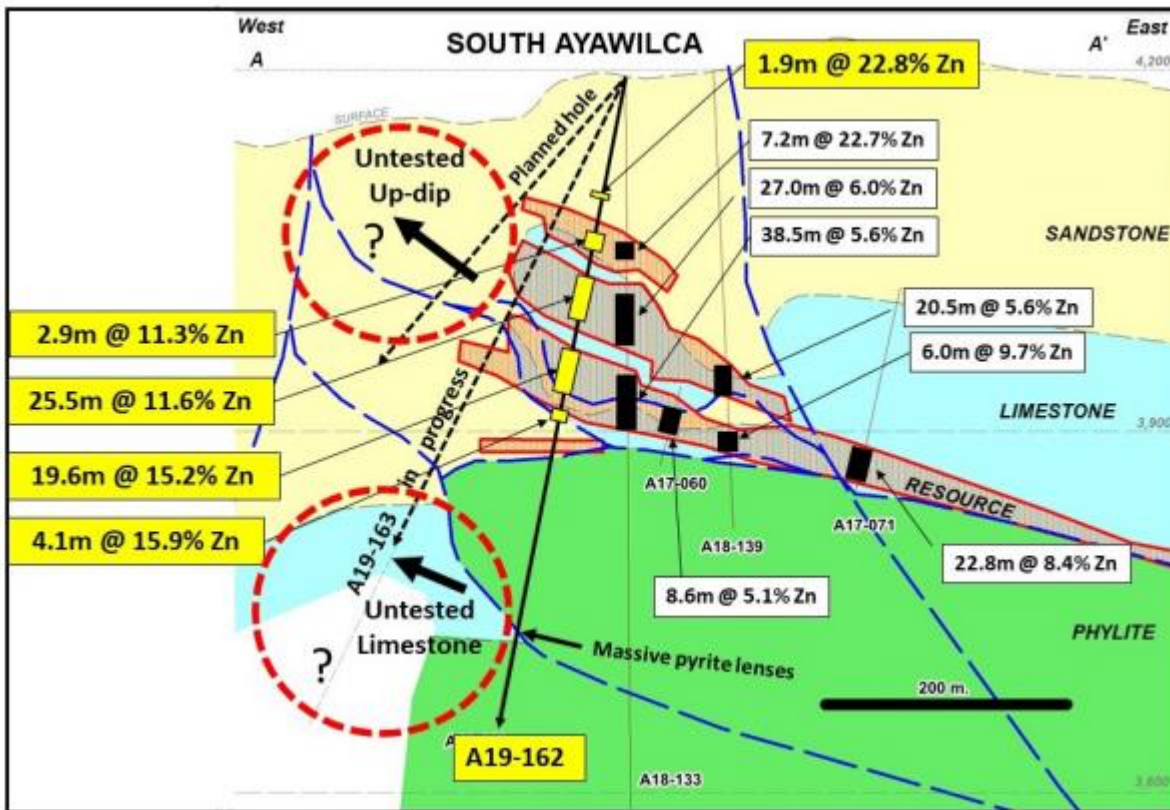 West
East
A
SOUTH AYAWILCA
A'
4,200
1.9m @ 22.8% Zn
SURFACE
Planned hole
Untested
Up-dip
?
7.2m @ 22.7% Zn
27.0m @ 6.0% Zn
38.5m @ 5.6% Zn
SANDSTONE
2.9m @ 11.3% Zn
20.5m @ 5.6% Zn
6.0m @ 9.7% Zn
25.5m @ 11.6% Zn
LIMESTONE
3,900
19.6m @ 15.2% Zn
A19-163 in progress
A17-060
RESOURCE
A17-071
4.1m @ 15.9% Zn
A18-139
22.8m @ 8.4% Zn
8.6m @ 5.1% Zn
Untested
Limestone
?
PHYLITE
Massive pyrite lenses
200 m.
A19-162
A18-133
3,600